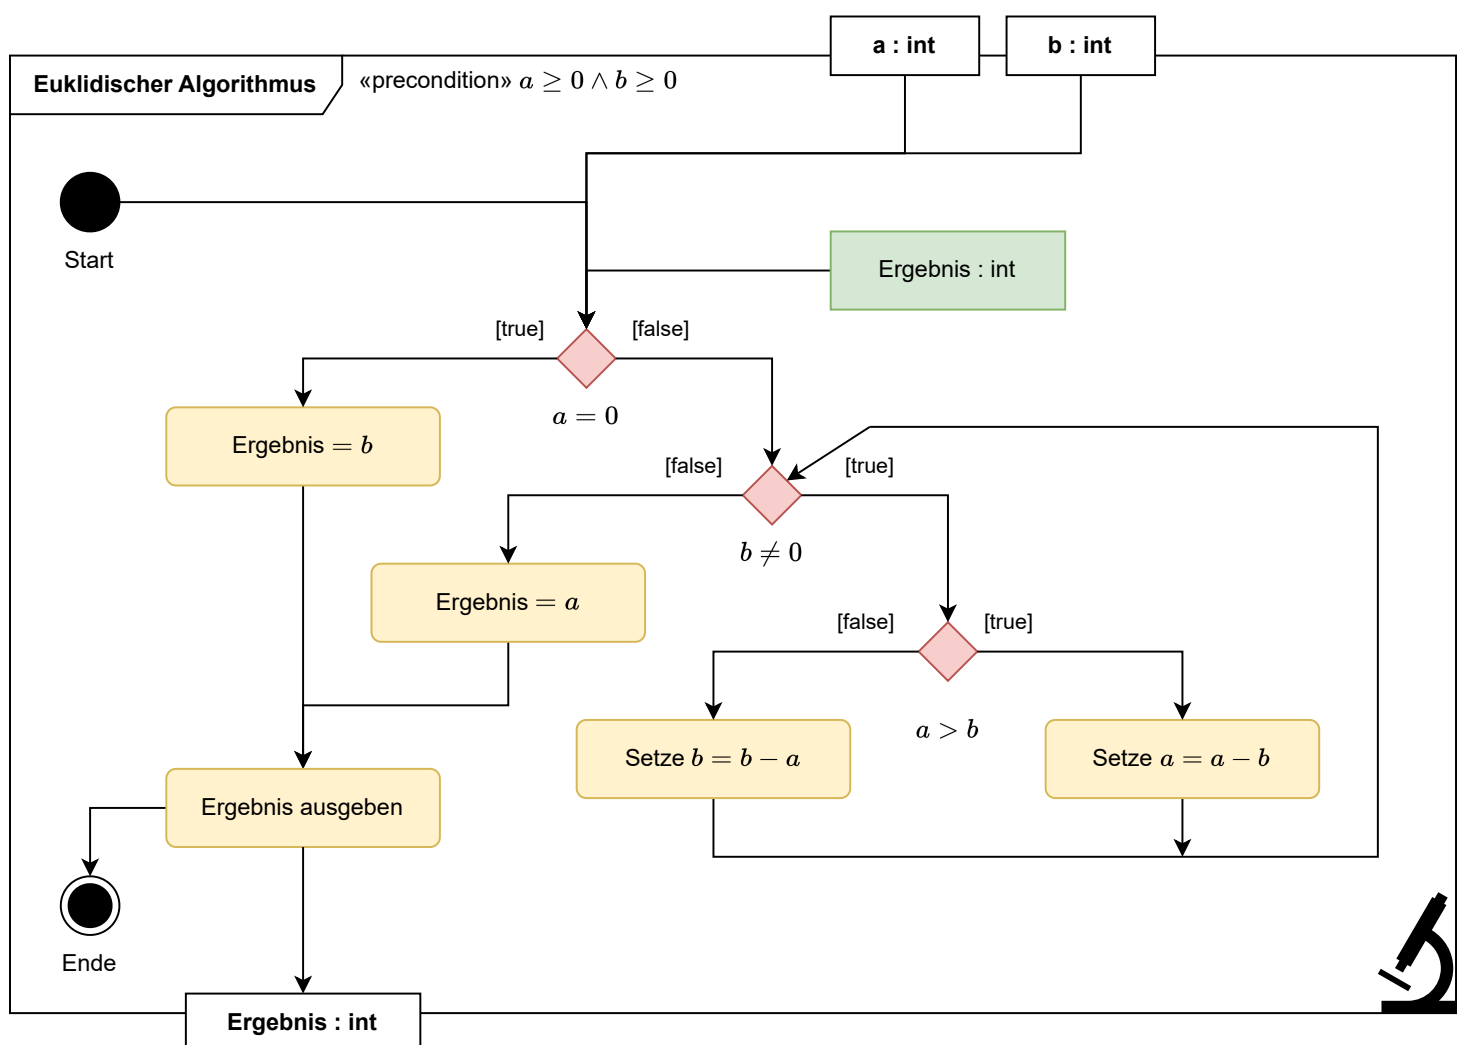 a : int
b : int
Euklidischer Algorithmus
«precondition» a ≥ 0 ∧ b ≥ 0
Start
Ergebnis : int
[true]
[false]
a = 0
Ergebnis = b
[false]
[true]
b ≠ 0
Ergebnis = a
[false]
[true]
a > b
Setze b = b − a
Setze a = a − b
Ergebnis ausgeben
Ende
Ergebnis : int